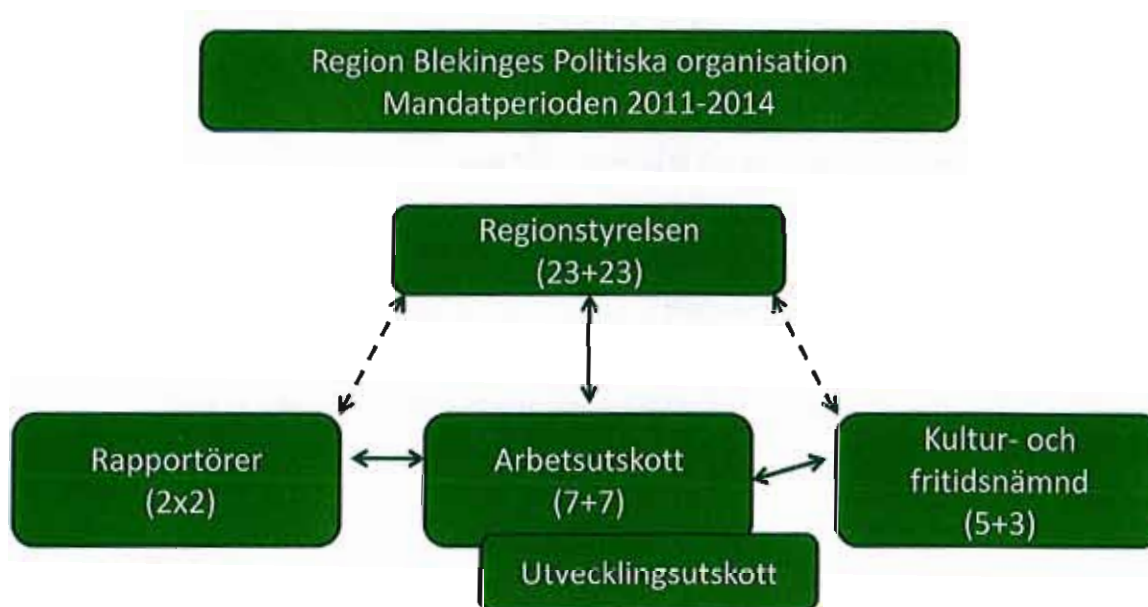 Region Blekinges Politiska organisation
Mandatperioden 2011-2014
Regionstyrelsen
(23+23)
Rapportörer
(2x2)
Arbetsutskott
(7+7)
Kultur- och
fritidsnämnd
(5+3)
Utvecklingsutskott